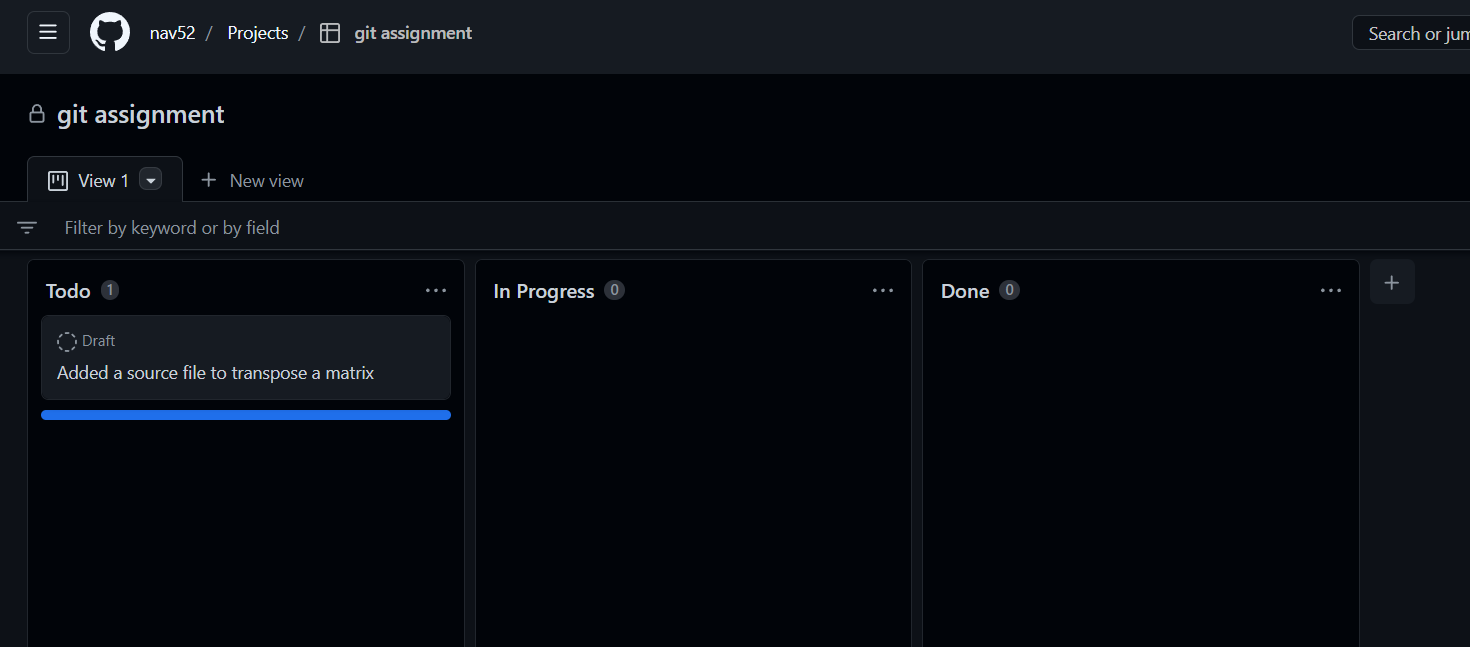 nav52 / Projects / git assignment
Search or jum
git assignment
View 1
New view
Filter by keyword or by field
Todo 1
Draft
Added a source file to transpose a matrix
In Progress 0
Done 0